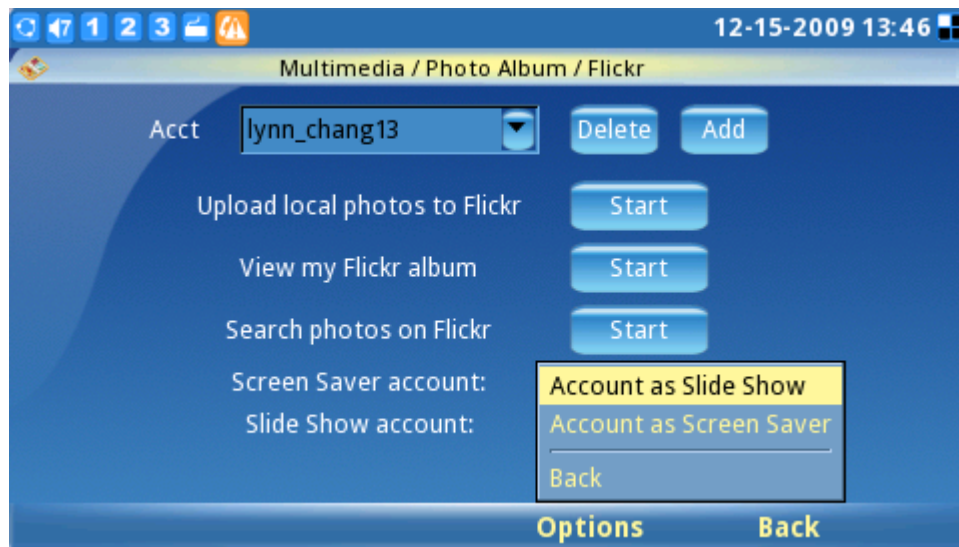 1 2 3 12-15-2009 13:46
Multimedia / Photo Album / Flickr
Acct lynn_chang13 Delete Add
Upload local photos to Flickr Start
View my Flickr album Start
Search photos on Flickr Start
Screen Saver account: Account as Slide Show
Slide Show account: Account as Screen Saver
Back
Options Back